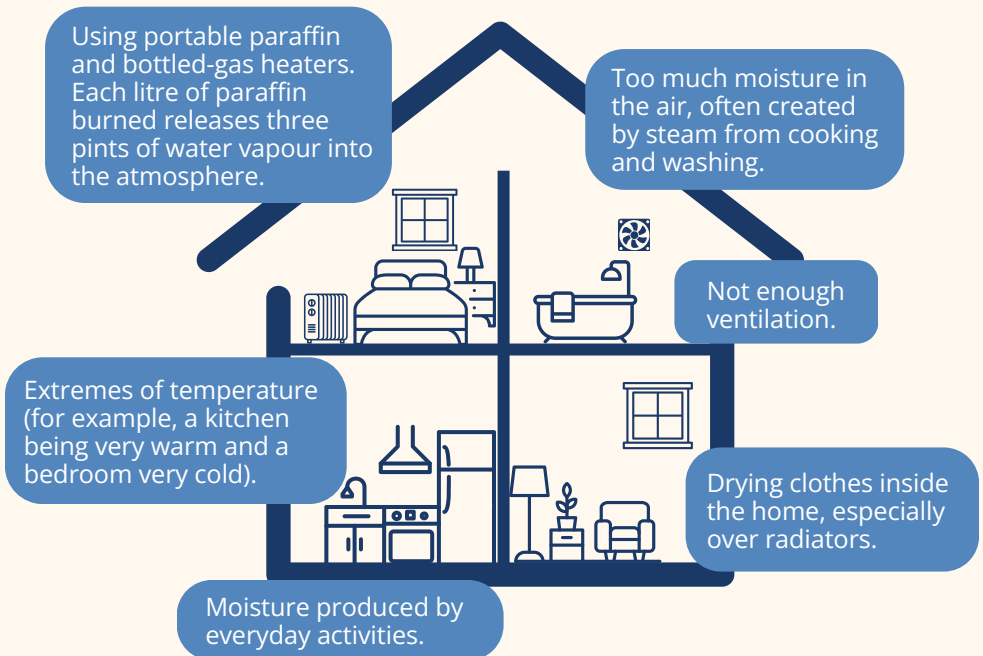 Using portable paraffin
and bottled-gas heaters.
Each litre of paraffin
burned releases three
pints of water vapour into
the atmosphere.
Too much moisture in
the air, often created
by steam from cooking
and washing.
Not enough
ventilation.
Extremes of temperature
(for example, a kitchen
being very warm and a
bedroom very cold).
Drying clothes inside
the home, especially
over radiators.
Moisture produced by
everyday activities.